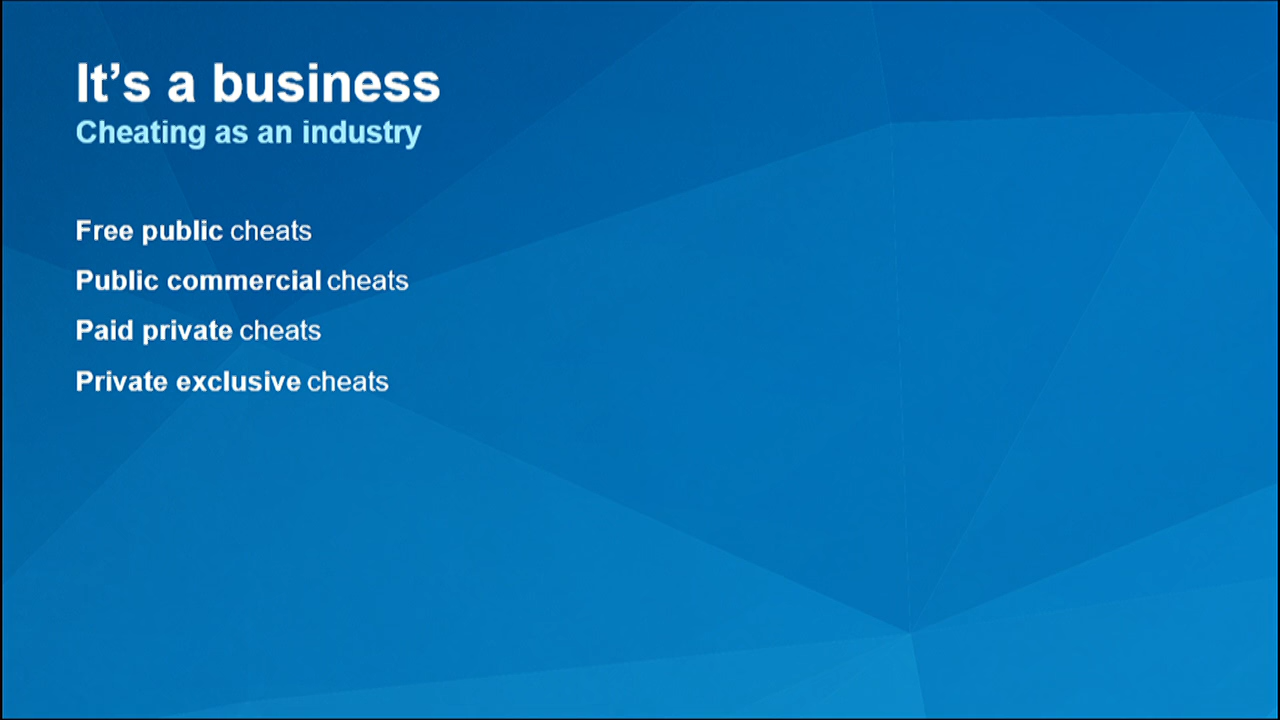 It’s a business
Cheating as an industry
Free public cheats
Public commercial cheats
Paid private cheats
Private exclusive cheats